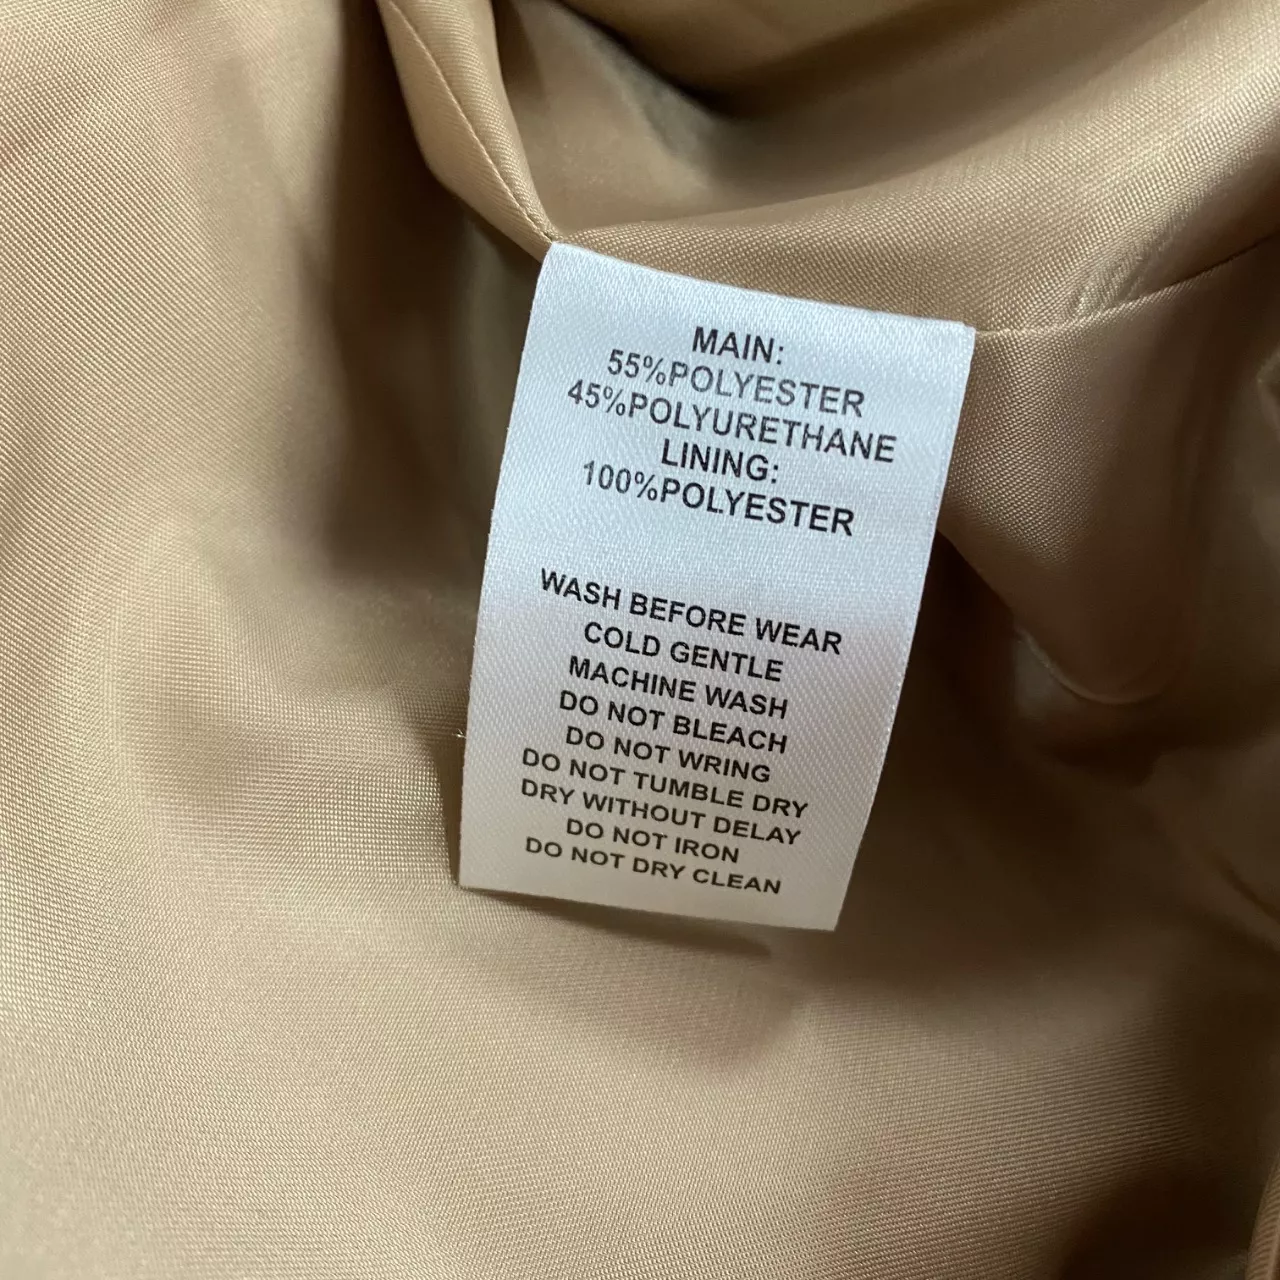 MAIN:
55%POLYESTER
45%POLYURETHANE
LINING:
100%POLYESTER
WASH BEFORE WEAR
COLD GENTLE
MACHINE WASH
DO NOT BLEACH
DO NOT WRING
DO NOT TUMBLE DRY
DRY WITHOUT DELAY
DO NOT IRON
DO NOT DRY CLEAN